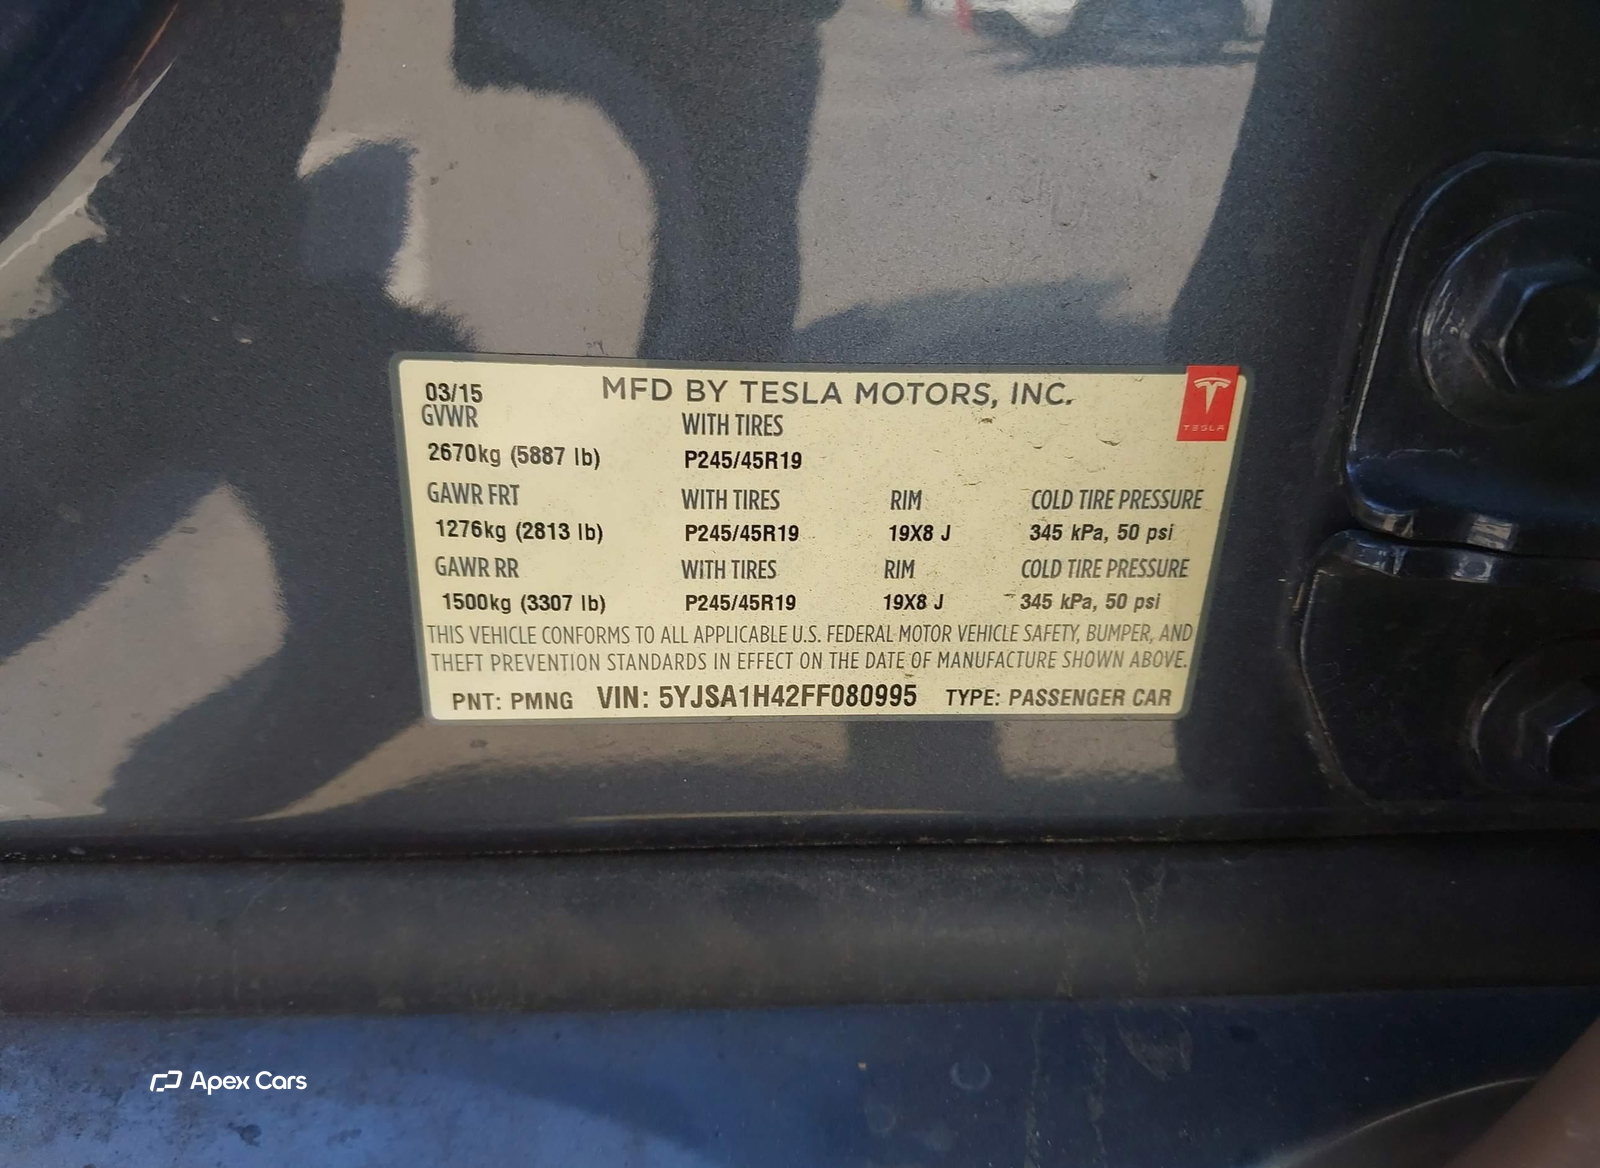 03/15 MFD BY TESLA MOTORS, INC.
TESLA
GVWR WITH TIRES
2670kg (5887 lb) P245/45R19
GAWR FRT WITH TIRES RIM COLD TIRE PRESSURE
1276kg (2813 lb) P245/45R19 19X8 J 345 kPa, 50 psi
GAWR RR WITH TIRES RIM COLD TIRE PRESSURE
1500kg (3307 lb) P245/45R19 19X8 J 345 kPa, 50 psi
THIS VEHICLE CONFORMS TO ALL APPLICABLE U.S. FEDERAL MOTOR VEHICLE SAFETY, BUMPER, AND
THEFT PREVENTION STANDARDS IN EFFECT ON THE DATE OF MANUFACTURE SHOWN ABOVE.
PNT: PMNG VIN: 5YJSA1H42FF080995 TYPE: PASSENGER CAR
Apex Cars